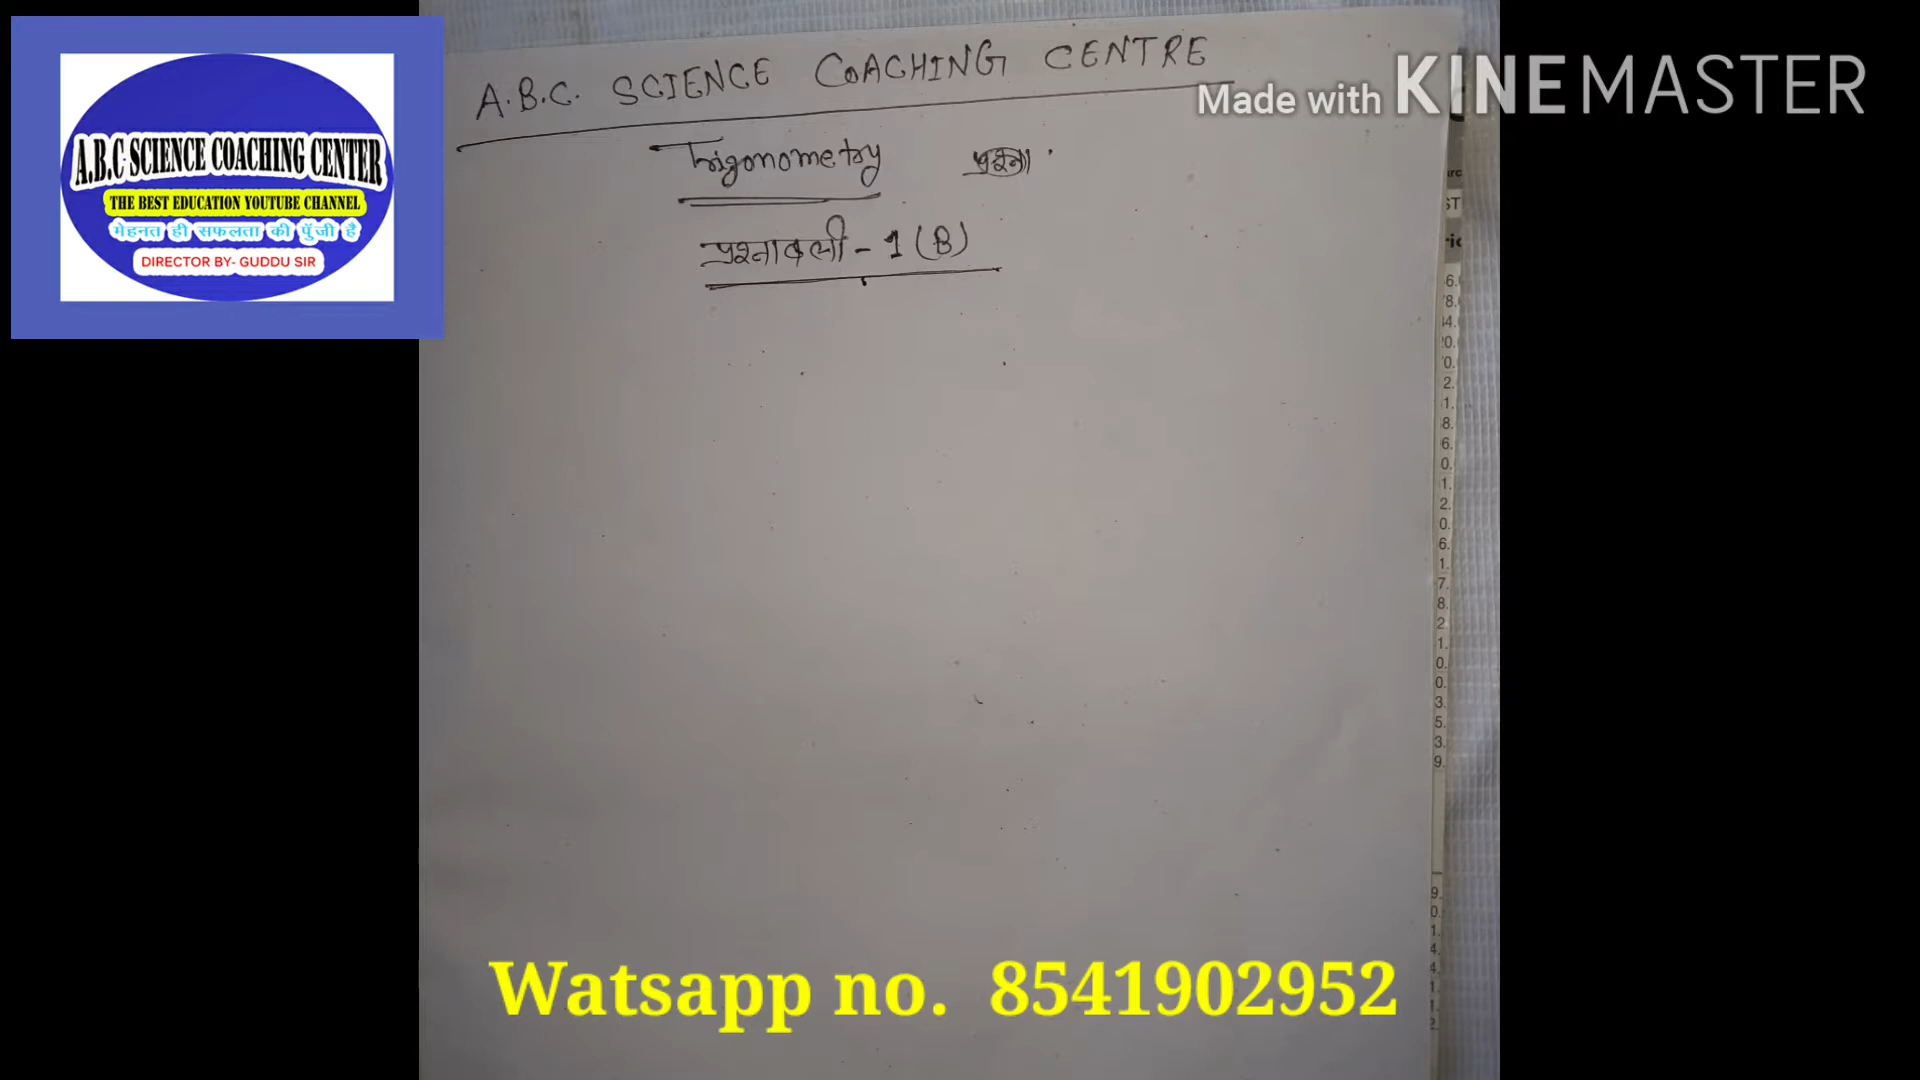 A.B.C SCIENCE COACHING CENTER
THE BEST EDUCATION YOUTUBE CHANNEL
मेहनत ही सफलता की पुँजी है
DIRECTOR BY- GUDDU SIR
Made with KINEMASTER
A.B.C. SCIENCE COACHING CENTRE
Trigonometry
प्रश्नावली - 1 (B)
Watsapp no. 8541902952